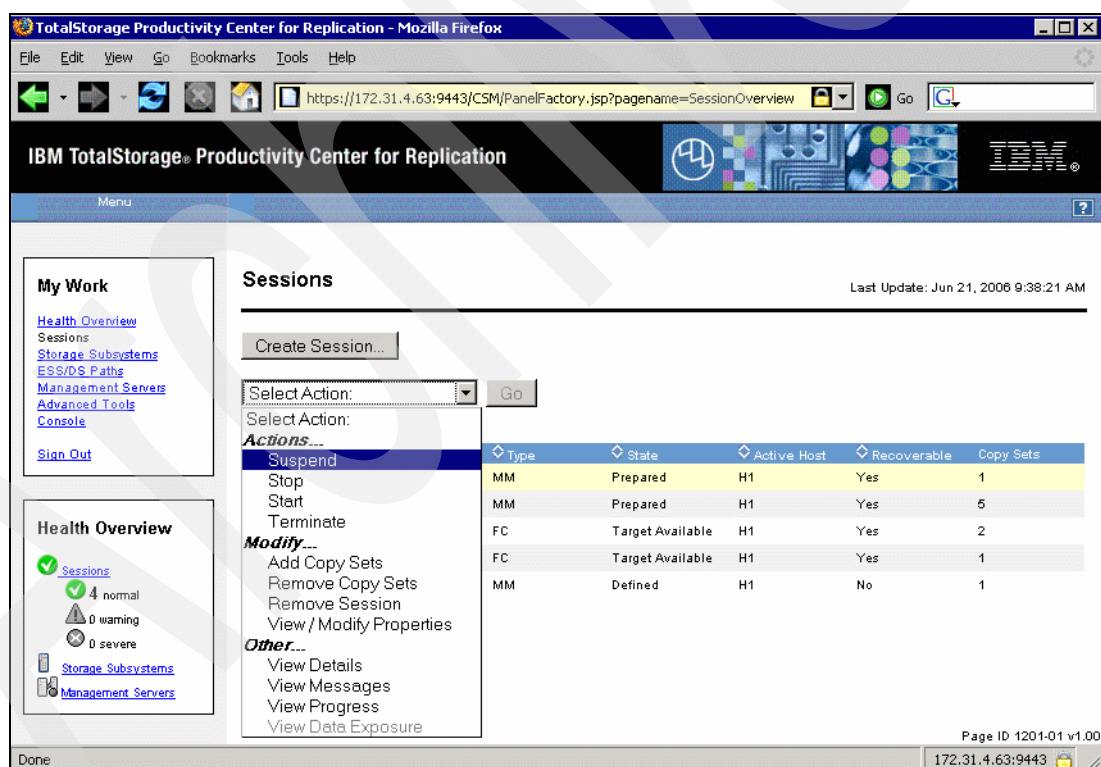 TotalStorage Productivity Center for Replication - Mozilla Firefox
File Edit View Go Bookmarks Tools Help
https://172.31.4.63:9443/CSM/PanelFactory.jsp?pagename=SessionOverview Go G
IBM TotalStorage® Productivity Center for Replication IBM®
Menu ?
My Work
Health Overview
Sessions
Storage Subsystems
ESS/DS Paths
Management Servers
Advanced Tools
Console
Sign Out
Health Overview
Sessions
4 normal
0 warning
0 severe
Storage Subsystems
Management Servers
Sessions
Last Update: Jun 21, 2006 9:38:21 AM
Create Session...
Select Action: Go
Select Action:
Actions...
Suspend
Stop
Start
Terminate
Modify...
Add Copy Sets
Remove Copy Sets
Remove Session
View / Modify Properties
Other...
View Details
View Messages
View Progress
View Data Exposure
Type State Active Host Recoverable Copy Sets
MM Prepared H1 Yes 1
MM Prepared H1 Yes 5
FC Target Available H1 Yes 2
FC Target Available H1 Yes 1
MM Defined H1 No 1
Page ID 1201-01 v1.00
Done 172.31.4.63:9443